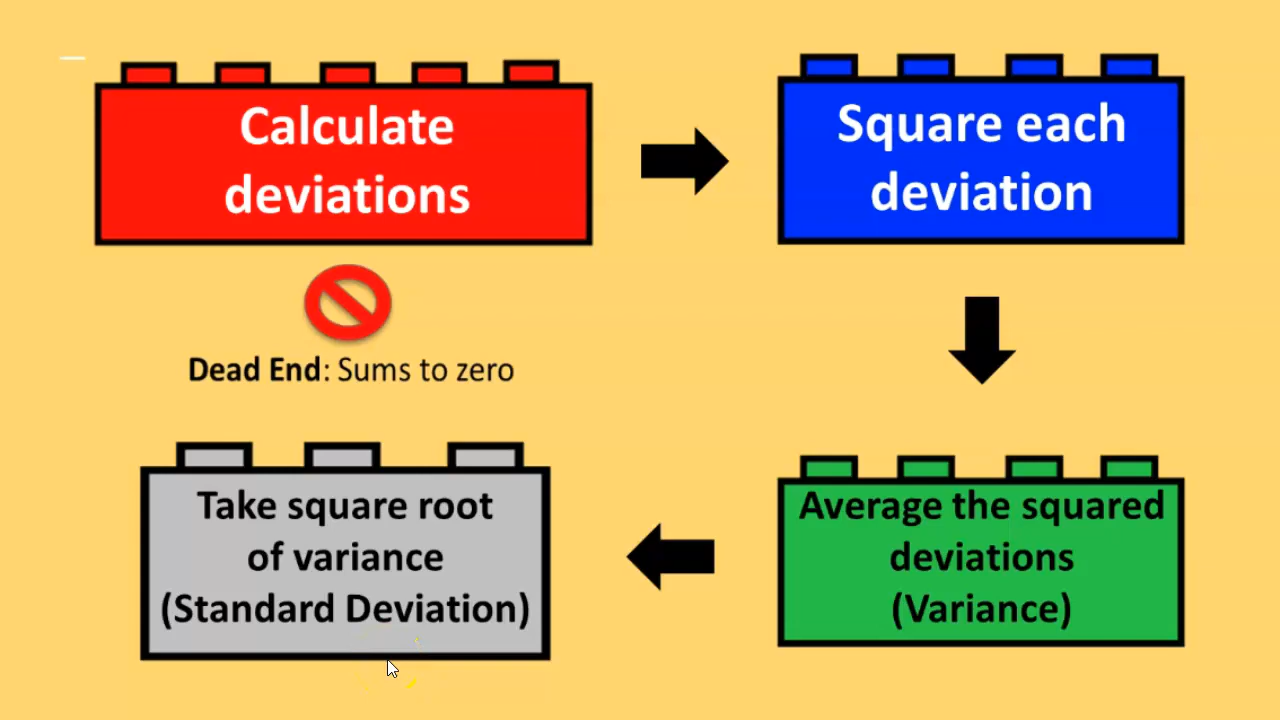 Calculate
deviations
Square each
deviation
Dead End: Sums to zero
Take square root
of variance
(Standard Deviation)
Average the squared
deviations
(Variance)